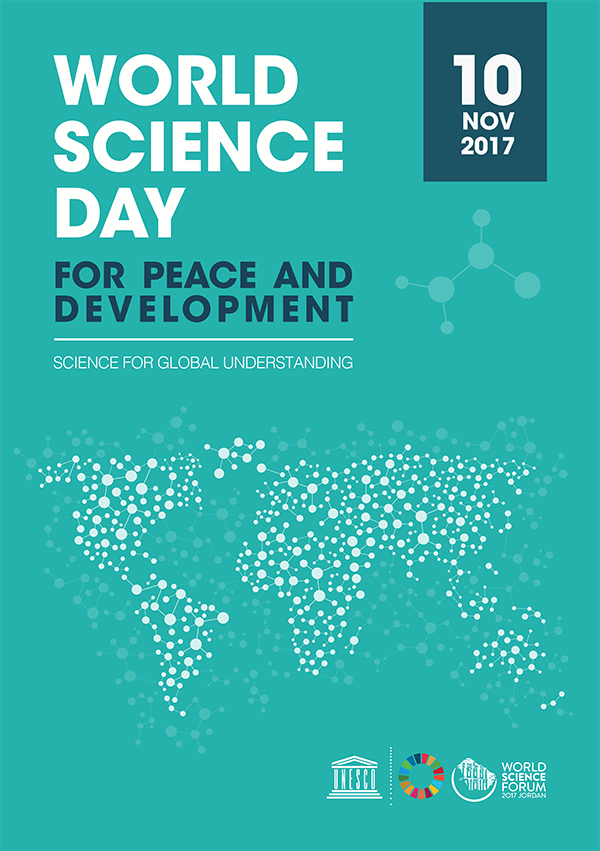 WORLD
SCIENCE
DAY
FOR PEACE AND
DEVELOPMENT
SCIENCE FOR GLOBAL UNDERSTANDING
10
NOV
2017
UNESCO
WORLD
SCIENCE
FORUM
2017 JORDAN